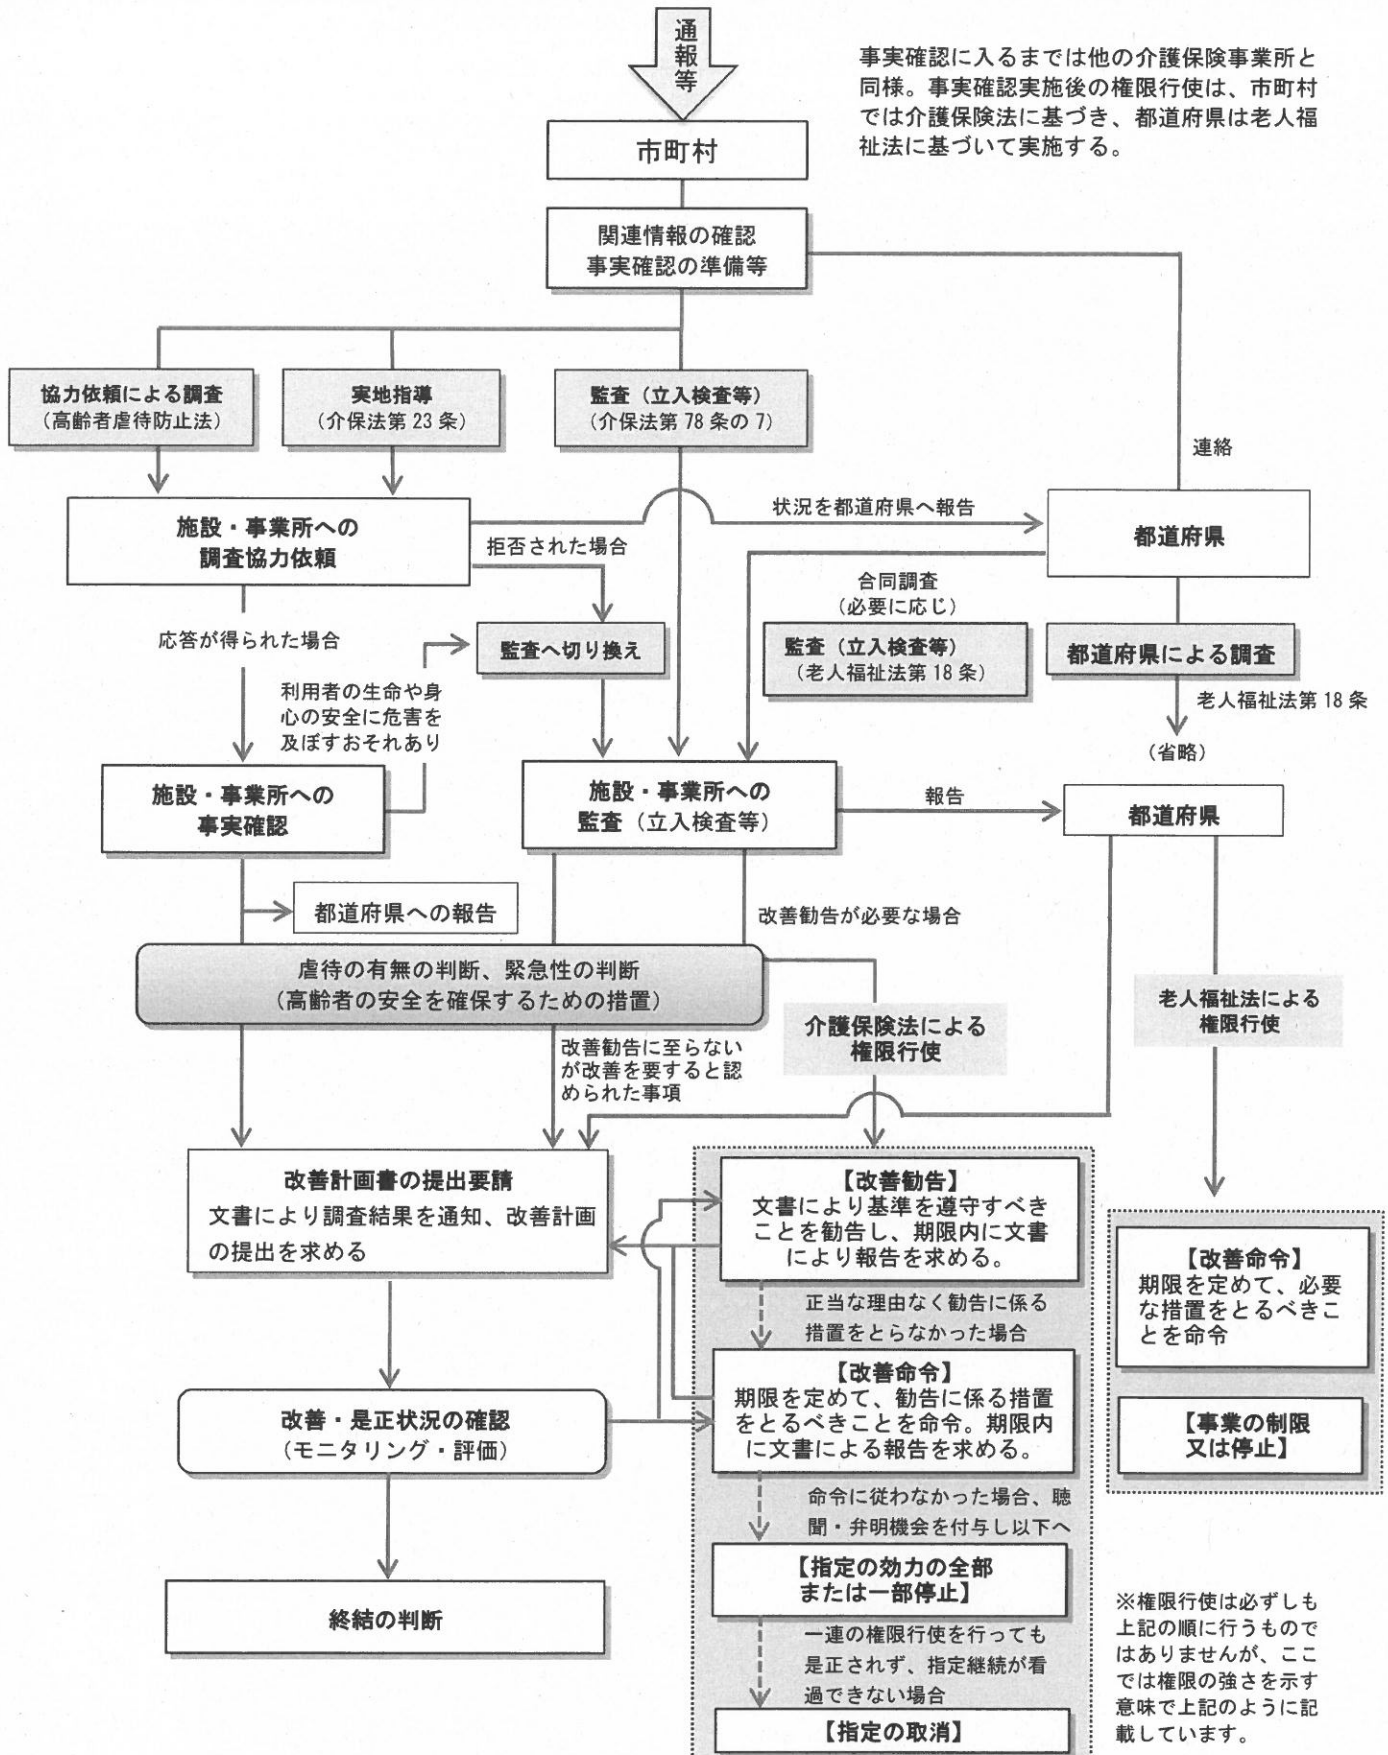 通報等
事実確認に入るまでは他の介護保険事業所と
同様。事実確認実施後の権限行使は、市町村
では介護保険法に基づき、都道府県は老人福
祉法に基づいて実施する。
市町村
関連情報の確認
事実確認の準備等
協力依頼による調査
（高齢者虐待防止法）
実地指導
（介保法第 23 条）
監査（立入検査等）
（介保法第 78 条の 7）
連絡
施設・事業所への
調査協力依頼
状況を都道府県へ報告
拒否された場合
都道府県
合同調査
（必要に応じ）
応答が得られた場合
監査へ切り換え
監査（立入検査等）
（老人福祉法第 18 条）
都道府県による調査
利用者の生命や身
心の安全に危害を
及ぼすおそれあり
老人福祉法第 18 条
（省略）
施設・事業所への
事実確認
施設・事業所への
監査（立入検査等）
報告
都道府県
都道府県への報告
改善勧告が必要な場合
虐待の有無の判断、緊急性の判断
（高齢者の安全を確保するための措置）
介護保険法による
権限行使
老人福祉法による
権限行使
改善勧告に至らない
が改善を要すると認
められた事項
改善計画書の提出要請
文書により調査結果を通知、改善計画
の提出を求める
【改善勧告】
文書により基準を遵守すべき
ことを勧告し、期限内に文書
により報告を求める。
正当な理由なく勧告に係る
措置をとらなかった場合
【改善命令】
期限を定めて、必要
な措置をとるべきこ
とを命令
【改善命令】
期限を定めて、勧告に係る措置
をとるべきことを命令。期限内
に文書による報告を求める。
改善・是正状況の確認
（モニタリング・評価）
【事業の制限
又は停止】
命令に従わなかった場合、聴
聞・弁明機会を付与し以下へ
【指定の効力の全部
または一部停止】
終結の判断
一連の権限行使を行っても
是正されず、指定継続が看
過できない場合
【指定の取消】
※権限行使は必ずしも
上記の順に行うもので
はありませんが、ここ
では権限の強さを示す
意味で上記のように記
載しています。